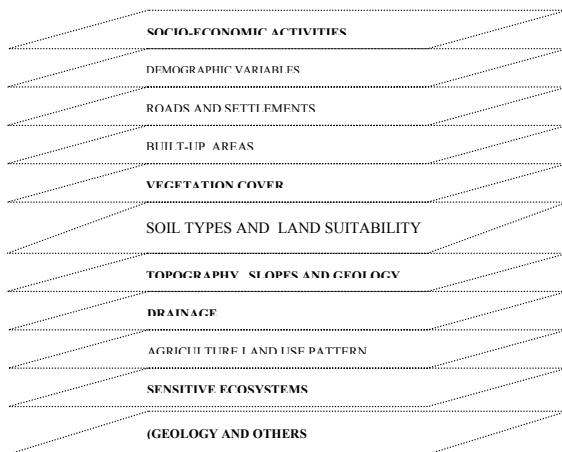 SOCIO-ECONOMIC ACTIVITIES
DEMOGRAPHIC VARIABLES
ROADS AND SETTLEMENTS
BUILT-UP AREAS
VEGETATION COVER
SOIL TYPES AND LAND SUITABILITY
TOPOGRAPHY, SLOPES AND GEOLOGY
DRAINAGE
AGRICULTURE LAND USE PATTERN
SENSITIVE ECOSYSTEMS
(GEOLOGY AND OTHERS